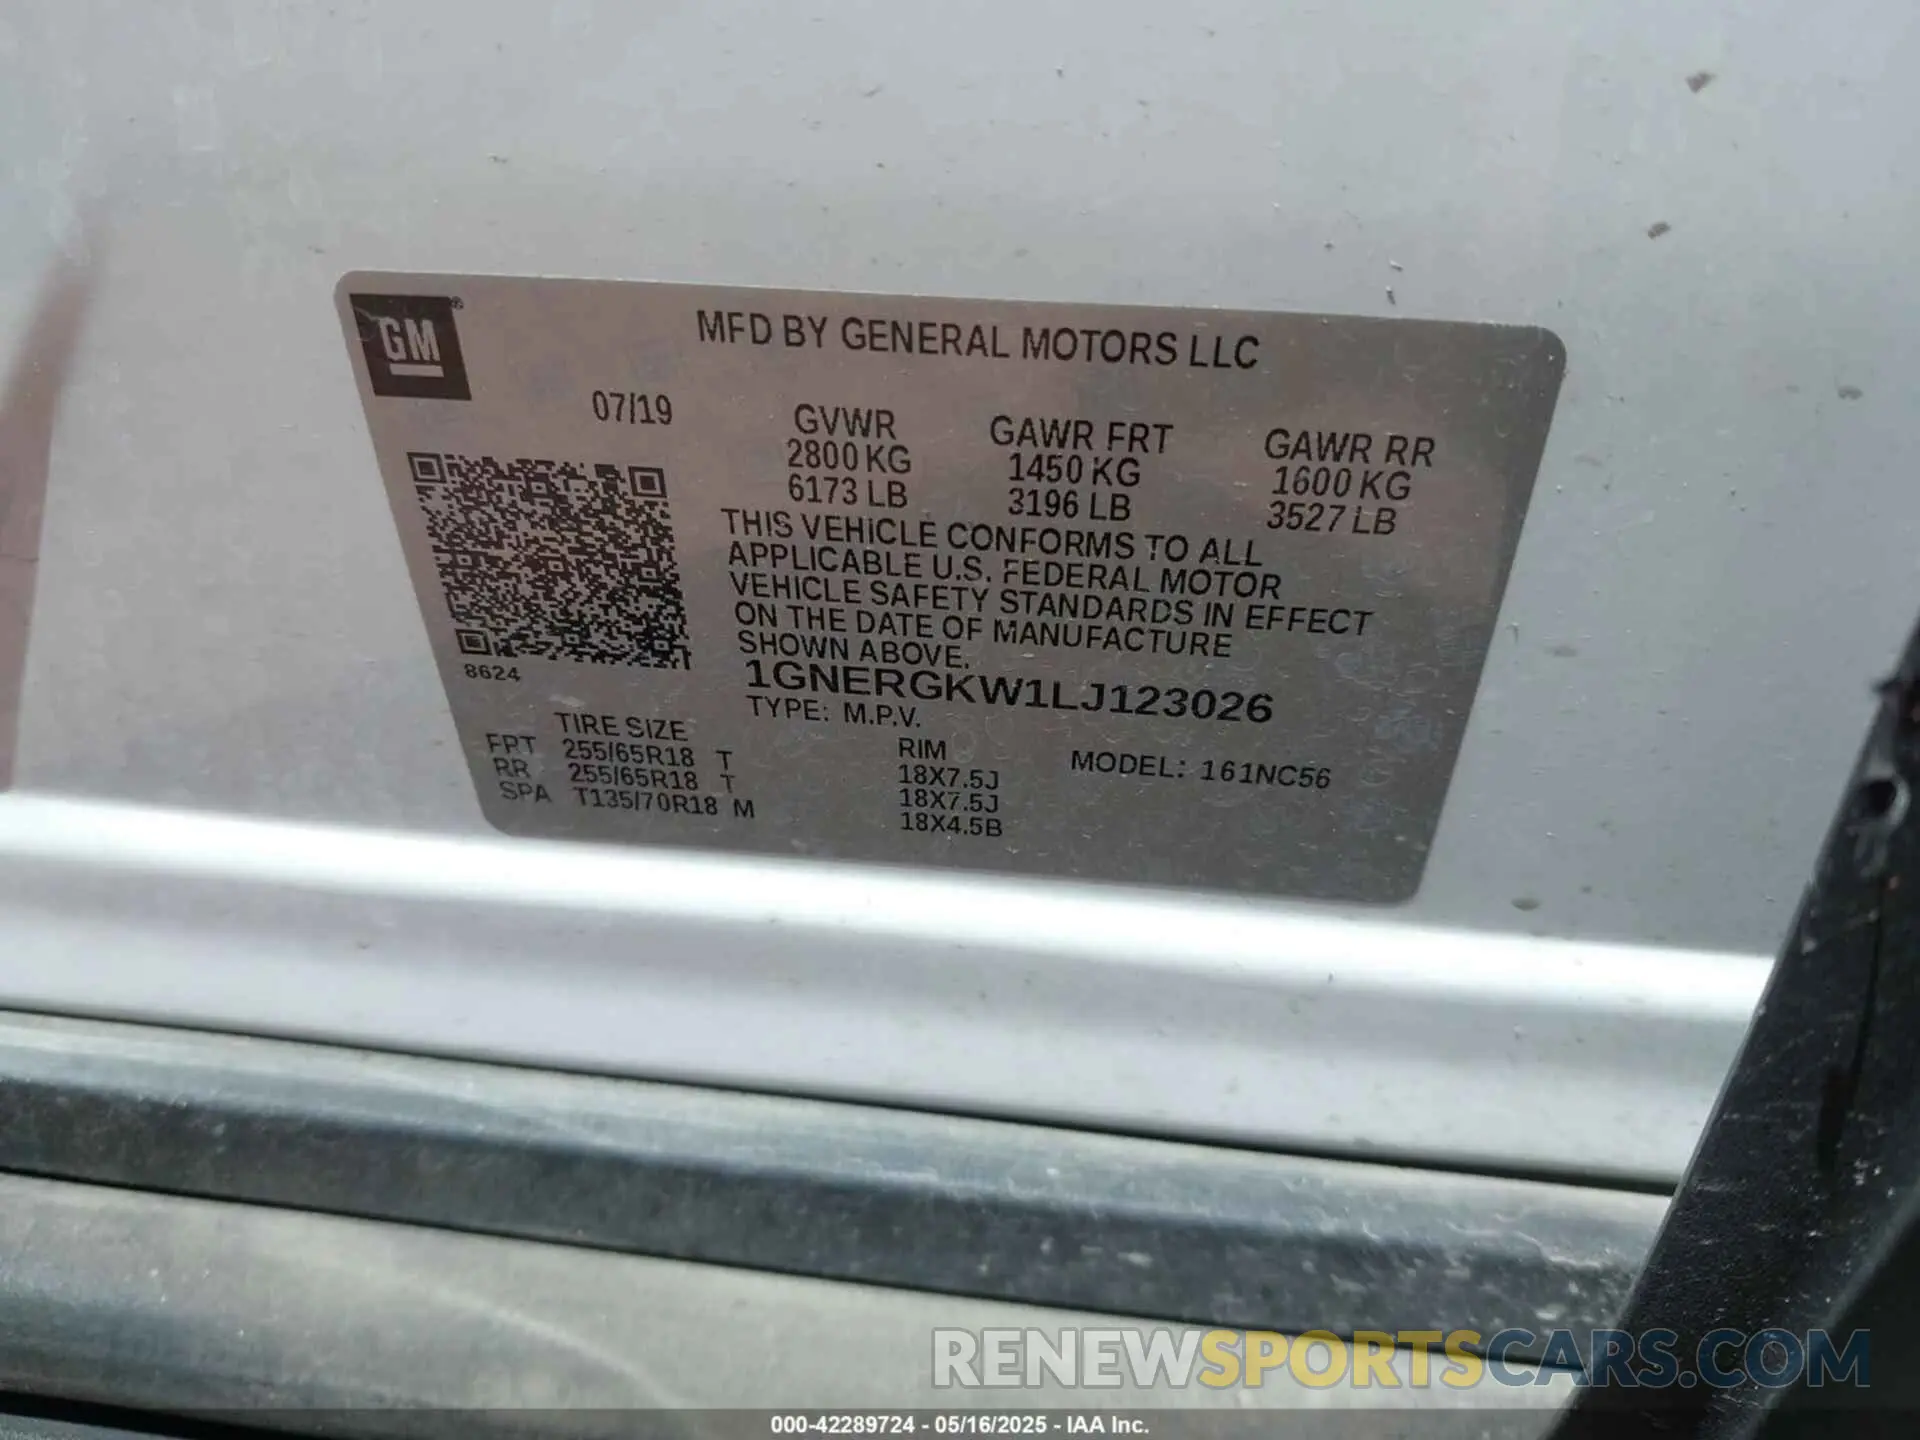 GM®
MFD BY GENERAL MOTORS LLC
07/19
GVWR
2800 KG
6173 LB
GAWR FRT
1450 KG
3196 LB
GAWR RR
1600 KG
3527 LB
THIS VEHICLE CONFORMS TO ALL
APPLICABLE U.S. FEDERAL MOTOR
VEHICLE SAFETY STANDARDS IN EFFECT
ON THE DATE OF MANUFACTURE
SHOWN ABOVE.
8624
1GNERGKW1LJ123026
TYPE: M.P.V.
MODEL: 161NC56
TIRE SIZE RIM
FRT 255/65R18 T 18X7.5J
RR 255/65R18 T 18X7.5J
SPA T135/70R18 M 18X4.5B
RENEWSPORTSCARS.COM
000-42289724 - 05/16/2025 - IAA Inc.